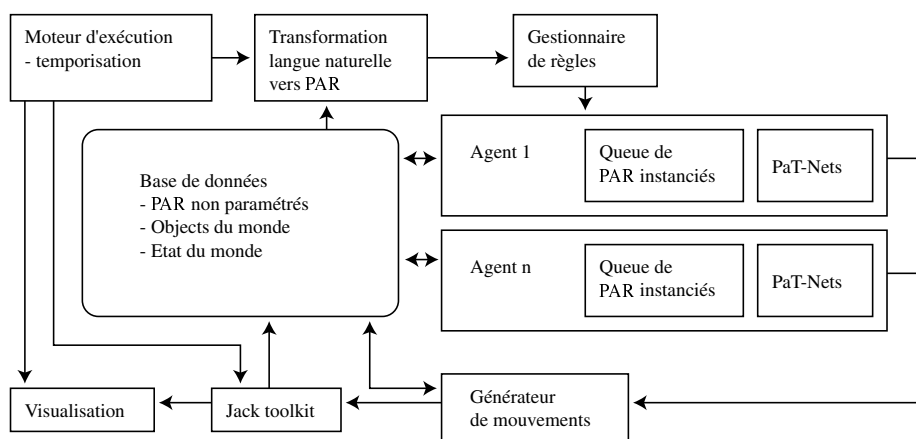 Moteur d'exécution
- temporisation
Transformation
langue naturelle
vers PAR
Gestionnaire
de règles
Base de données
- PAR non paramétrés
- Objects du monde
- Etat du monde
Agent 1
Queue de
PAR instanciés
PaT-Nets
Agent n
Queue de
PAR instanciés
PaT-Nets
Visualisation
Jack toolkit
Générateur
de mouvements